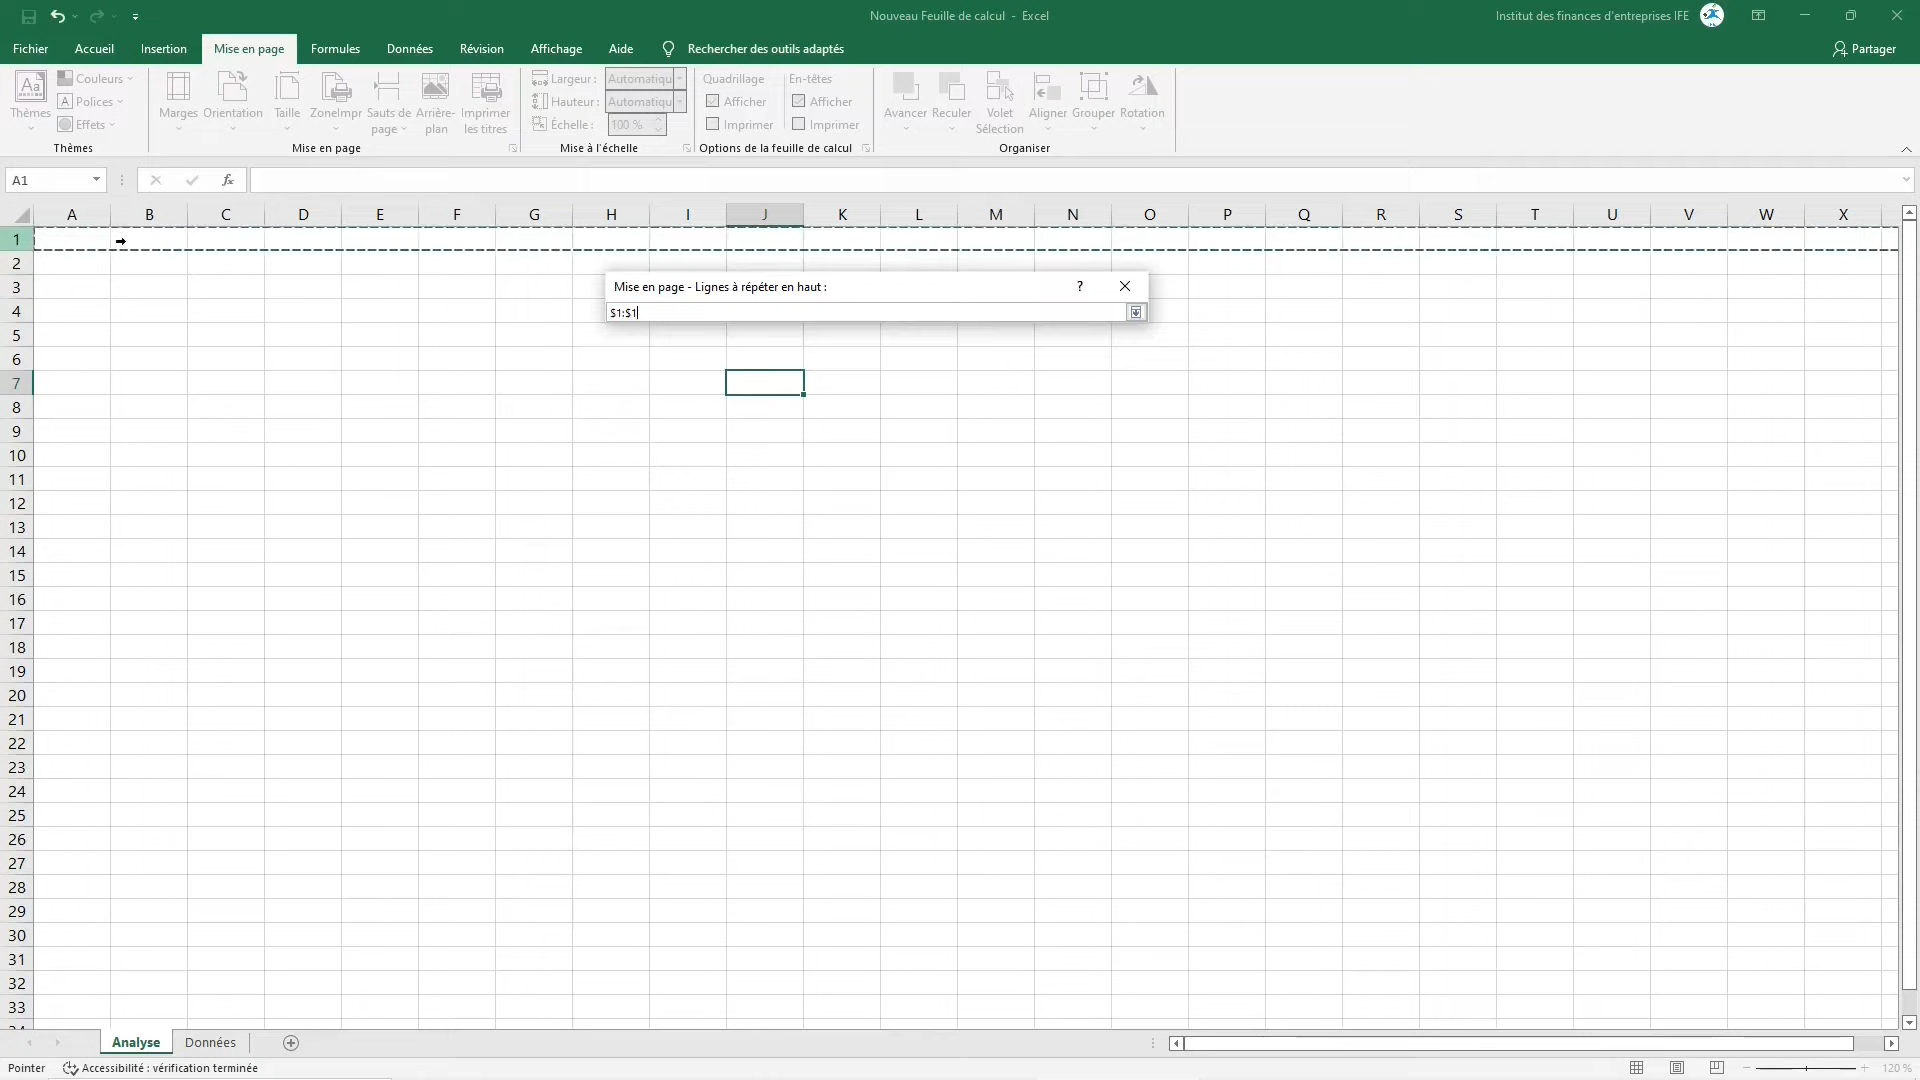 Nouveau Feuille de calcul - Excel
Institut des finances d'entreprises IFE
Fichier Accueil Insertion Mise en page Formules Données Révision Affichage Aide Rechercher des outils adaptés Partager
Aa Couleurs Largeur : Automatiqu Quadrillage En-têtes
A Polices Hauteur : Automatiqu Afficher Afficher
Thèmes Effets Marges Orientation Taille ZoneImpr Sauts de page Arrière-plan Imprimer les titres Échelle : 100 % Imprimer Imprimer Avancer Reculer Volet Sélection Aligner Grouper Rotation
Thèmes Mise en page Mise à l'échelle Options de la feuille de calcul Organiser
A1 fx
A B C D E F G H I J K L M N O P Q R S T U V W X
1
2
3
Mise en page - Lignes à répéter en haut : ?
$1:$1
4
5
6
7
8
9
10
11
12
13
14
15
16
17
18
19
20
21
22
23
24
25
26
27
28
29
30
31
32
33
Analyse Données
Pointer Accessibilité : vérification terminée 120 %